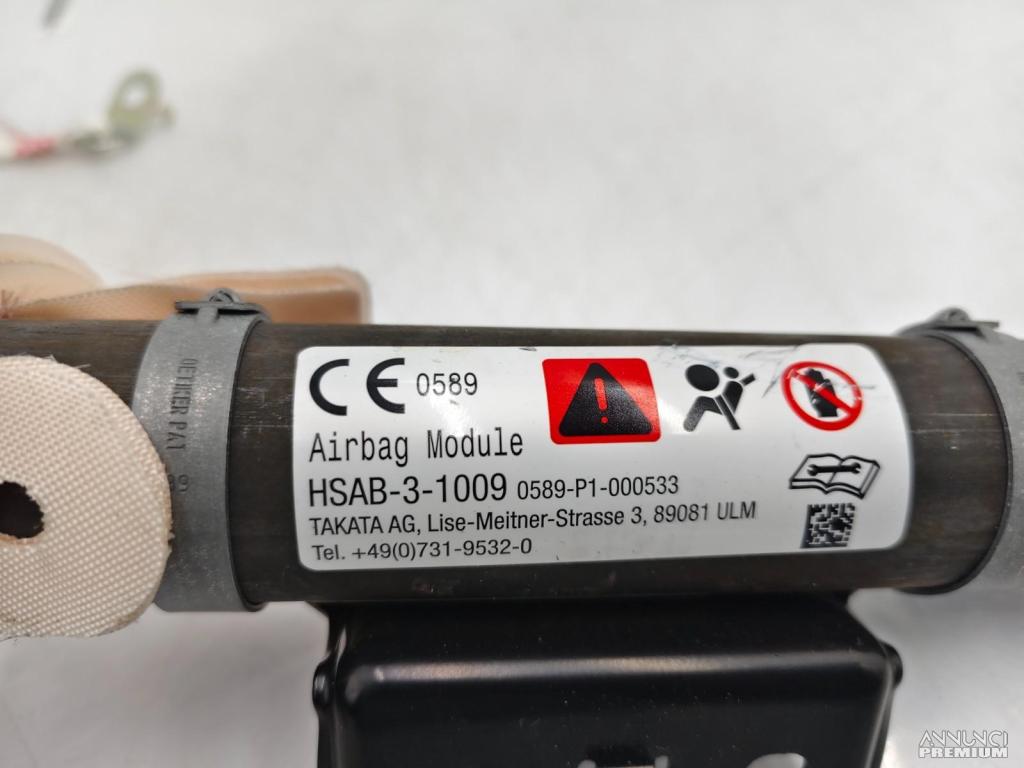 CE 0589
Airbag Module
HSAB-3-1009 0589-P1-000533
TAKATA AG, Lise-Meitner-Strasse 3, 89081 ULM
Tel. +49(0)731-9532-0
OETIKER PAT
ANNUNCI
PREMIUM